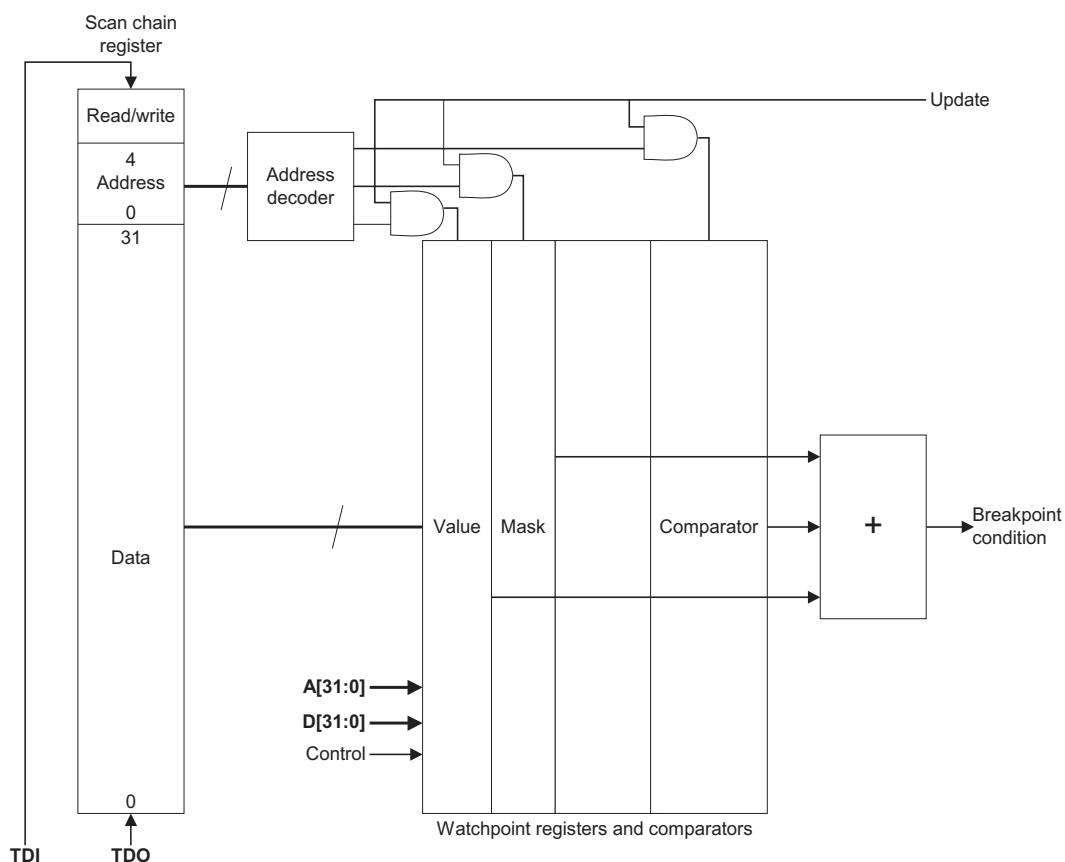 Scan chain
register
Read/write
4
Address
0
31
Data
0
TDI
TDO
Address
decoder
Update
Value
Mask
Comparator
+
Breakpoint
condition
A[31:0]
D[31:0]
Control
Watchpoint registers and comparators